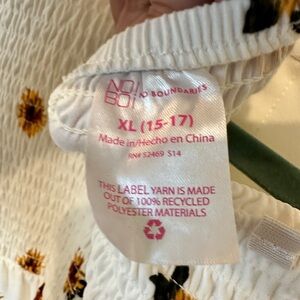 NO!
BO! NO BOUNDARIES
XL (15-17)
Made in/Hecho en China
RN# 52469 S14
THIS LABEL YARN IS MADE
OUT OF 100% RECYCLED
POLYESTER MATERIALS